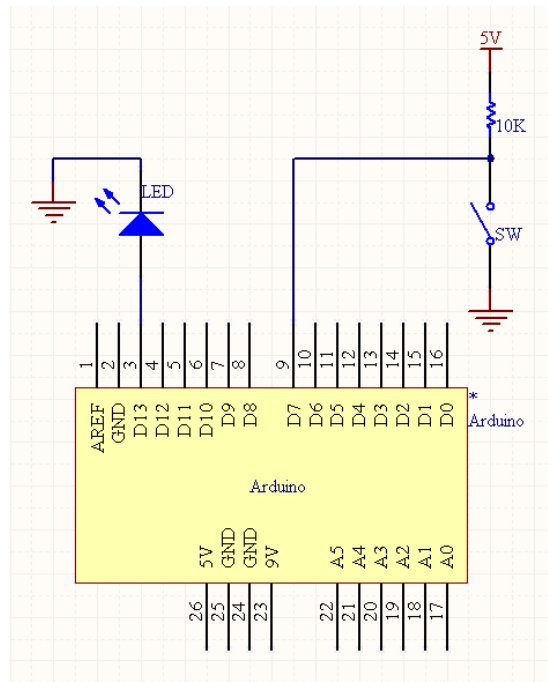 5V
10K
LED
SW
1 2 3 4 5 6 7 8 9 10 11 12 13 14 15 16
AREF GND D13 D12 D11 D10 D9 D8 D7 D6 D5 D4 D3 D2 D1 D0
*
Arduino
Arduino
5V GND GND 9V A5 A4 A3 A2 A1 A0
26 25 24 23 22 21 20 19 18 17